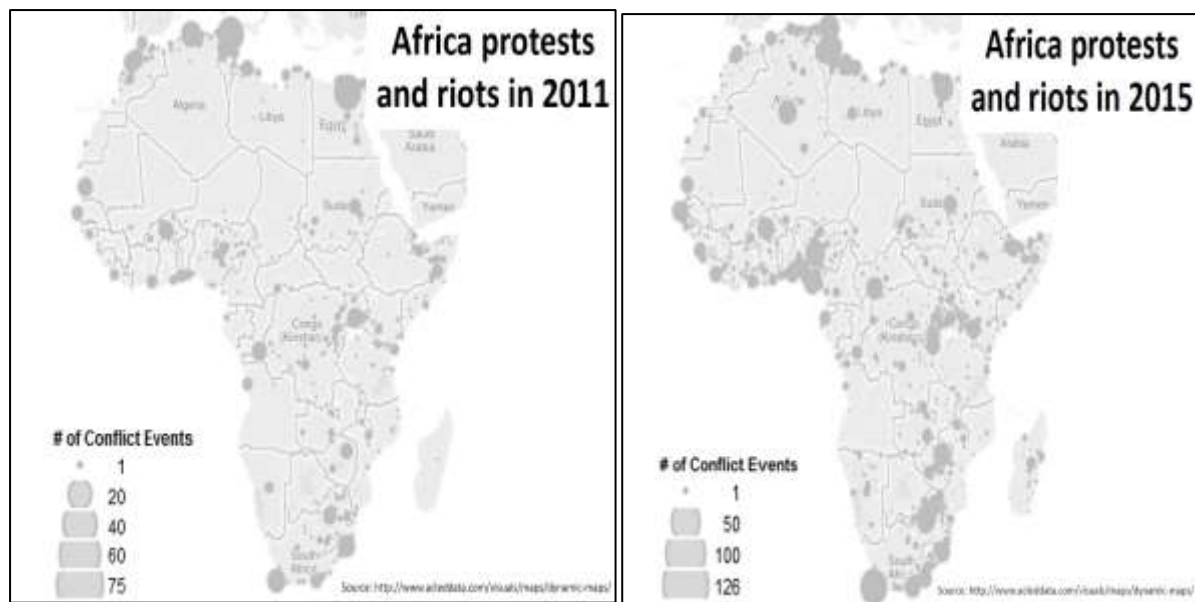 Africa protests
and riots in 2011
Algeria
Libya
Egypt
Saudi
Arabia
Sudan
Yemen
Congo
(Kinshasa)
South
Africa
# of Conflict Events
1
20
40
60
75
Source: http://www.acleddata.com/visuals/maps/dynamic-maps/
Africa protests
and riots in 2015
Libya
Egypt
Arabia
Sudan
Yemen
Congo
(Kinshasa)
South
Africa
# of Conflict Events
1
50
100
126
Source: http://www.acleddata.com/visuals/maps/dynamic-maps/